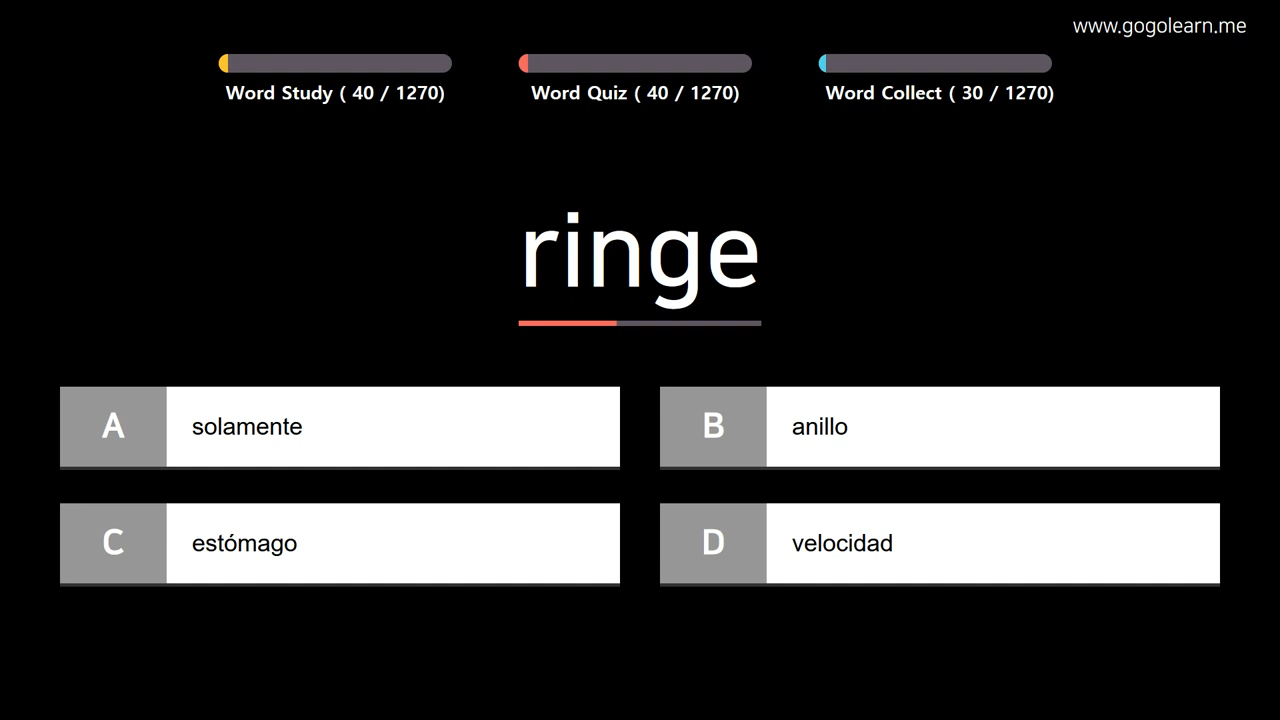 www.gogolearn.me
Word Study ( 40 / 1270)
Word Quiz ( 40 / 1270)
Word Collect ( 30 / 1270)
ringe
A solamente
B anillo
C estómago
D velocidad